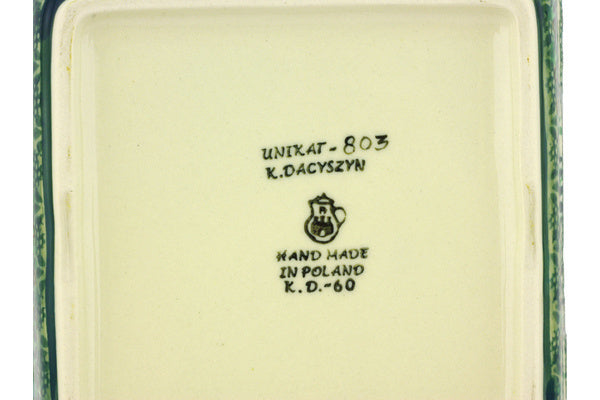 UNIKAT-803
K.DACYSZYN
HAND MADE
IN POLAND
K.D.-60